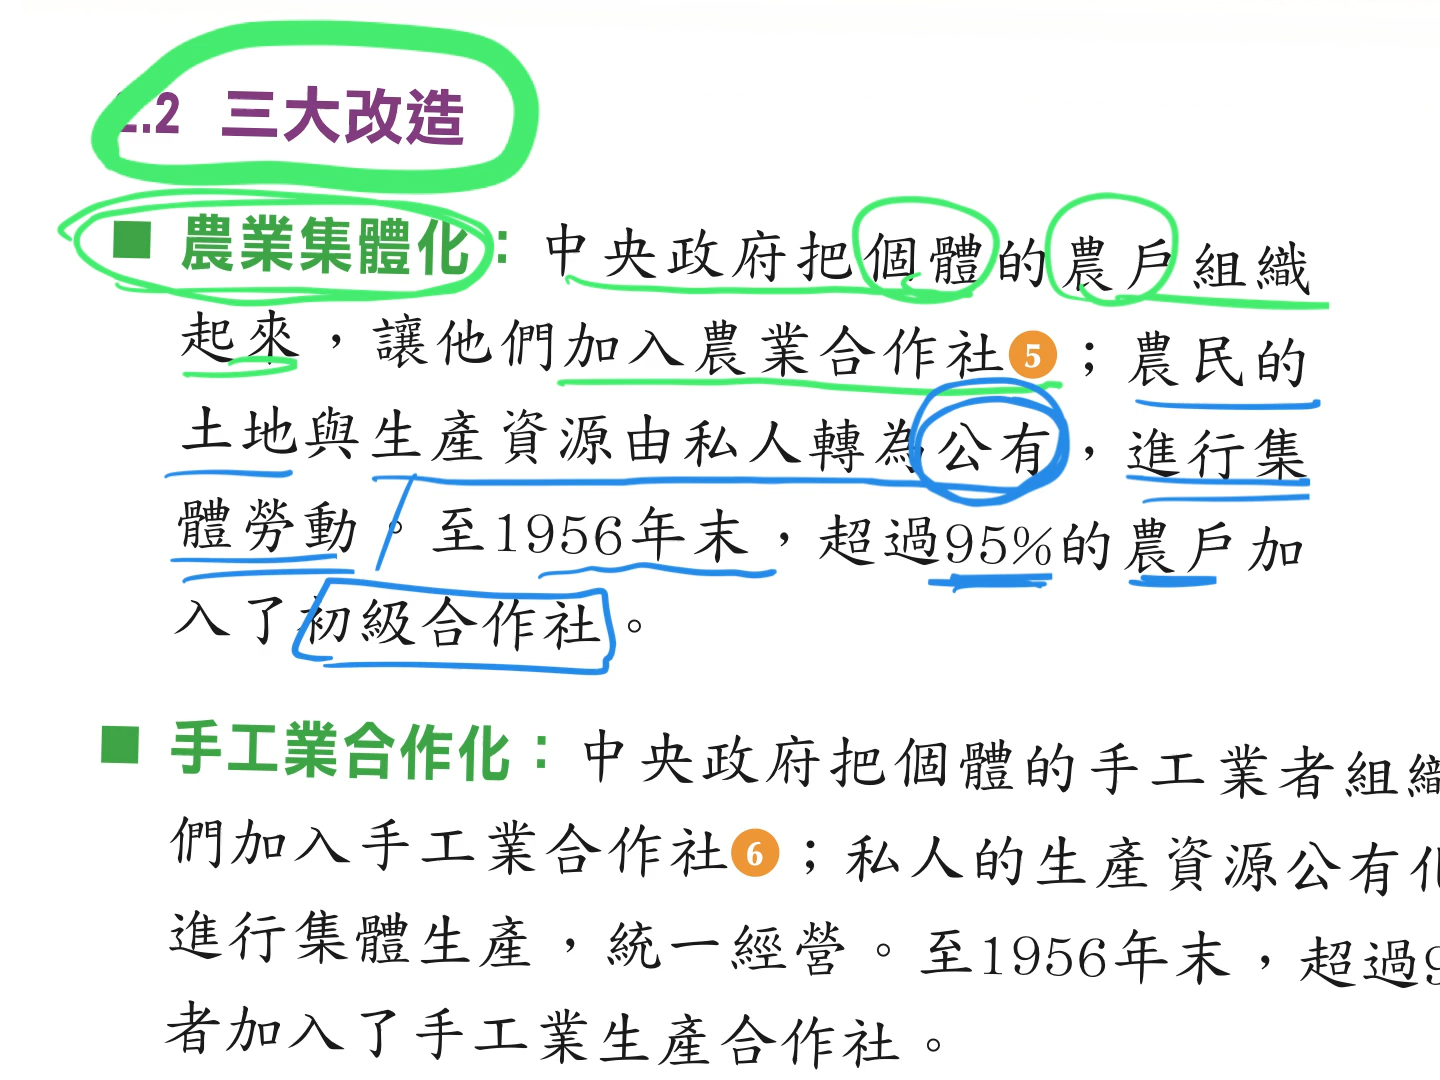 .2 三大改造
■ 農業集體化：中央政府把個體的農戶組織
起來，讓他們加入農業合作社5；農民的
土地與生產資源由私人轉為公有，進行集
體勞動。至1956年末，超過95%的農戶加
入了初級合作社。
■ 手工業合作化：中央政府把個體的手工業者組織
們加入手工業合作社6；私人的生產資源公有化
進行集體生產，統一經營。至1956年末，超過9
者加入了手工業生產合作社。